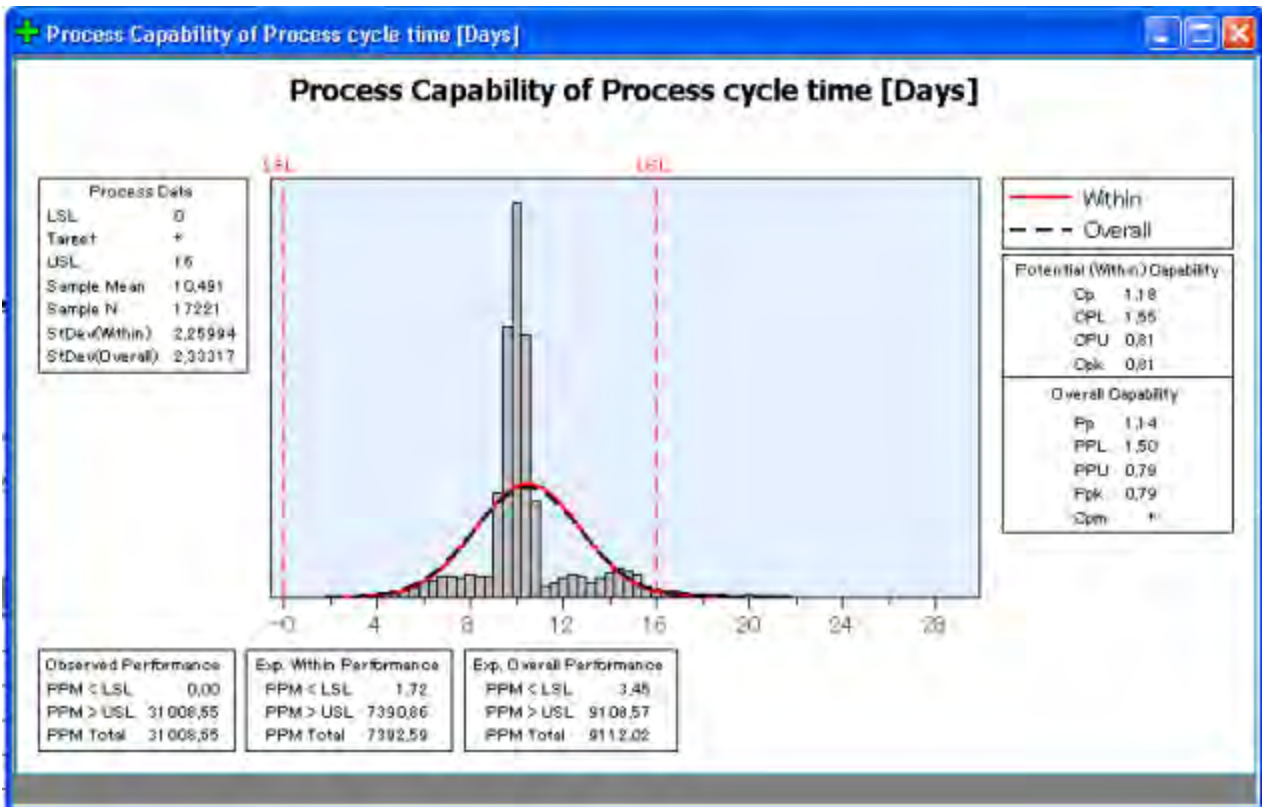 Process Capability of Process cycle time [Days]
Process Capability of Process cycle time [Days]
LSL
USL
Process Data
LSL 0
Target *
USL 16
Sample Mean 10,491
Sample N 17221
StDev(Within) 2,25994
StDev(Overall) 2,33317
Within
Overall
Potential (Within) Capability
Cp 1,18
CPL 1,55
CPU 0,81
Cpk 0,81
Overall Capability
Pp 1,14
PPL 1,50
PPU 0,79
Ppk 0,79
Cpm *
-0 4 8 12 16 20 24 28
Observed Performance
PPM < LSL 0,00
PPM > USL 31008,55
PPM Total 31008,55
Exp. Within Performance
PPM < LSL 1,72
PPM > USL 7390,86
PPM Total 7392,59
Exp. Overall Performance
PPM < LSL 3,45
PPM > USL 9108,57
PPM Total 9112,02